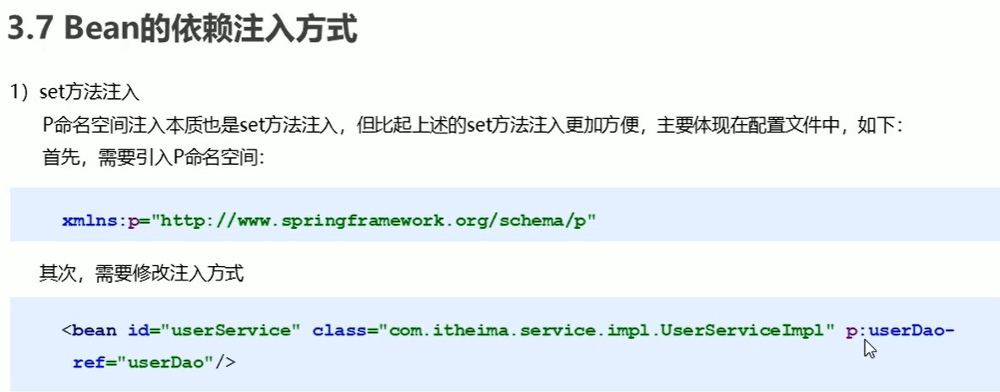 3.7 Bean的依赖注入方式
1）set方法注入
P命名空间注入本质也是set方法注入，但比起上述的set方法注入更加方便，主要体现在配置文件中，如下：
首先，需要引入P命名空间：
xmlns:p="http://www.springframework.org/schema/p"
其次，需要修改注入方式
<bean id="userService" class="com.itheima.service.impl.UserServiceImpl" p:userDao-
ref="userDao"/>